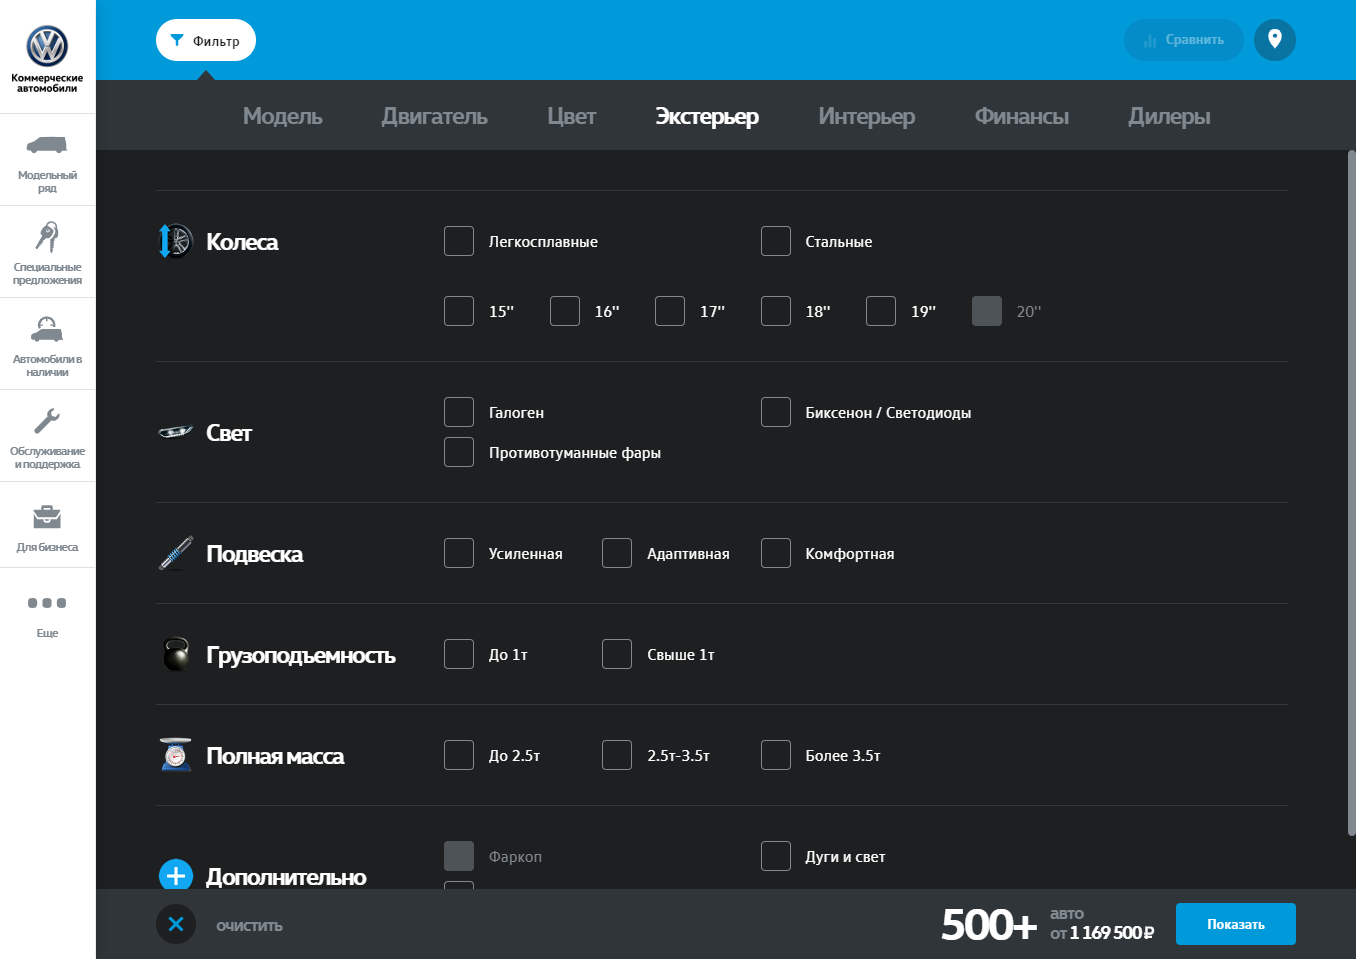 Коммерческие
автомобили
Модельный
ряд
Специальные
предложения
Автомобили в
наличии
Обслуживание
и поддержка
Для бизнеса
Еще
Фильтр
Сравнить
Модель
Двигатель
Цвет
Экстерьер
Интерьер
Финансы
Дилеры
Колеса
Легкосплавные
Стальные
15''
16''
17''
18''
19''
20''
Свет
Галоген
Биксенон / Светодиоды
Противотуманные фары
Подвеска
Усиленная
Адаптивная
Комфортная
Грузоподъемность
До 1т
Свыше 1т
Полная масса
До 2.5т
2.5т-3.5т
Более 3.5т
Дополнительно
Фаркоп
Дуги и свет
очистить
500+
авто
от 1 169 500 ₽
Показать